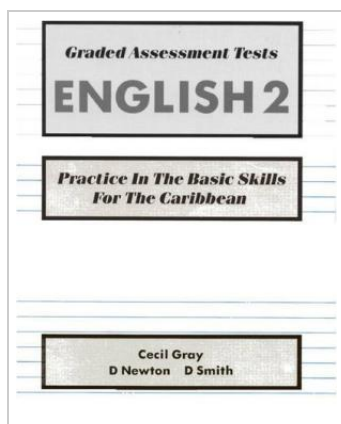 Graded Assessment Tests
ENGLISH 2
Practice In The Basic Skills
For The Caribbean
Cecil Gray
D Newton D Smith